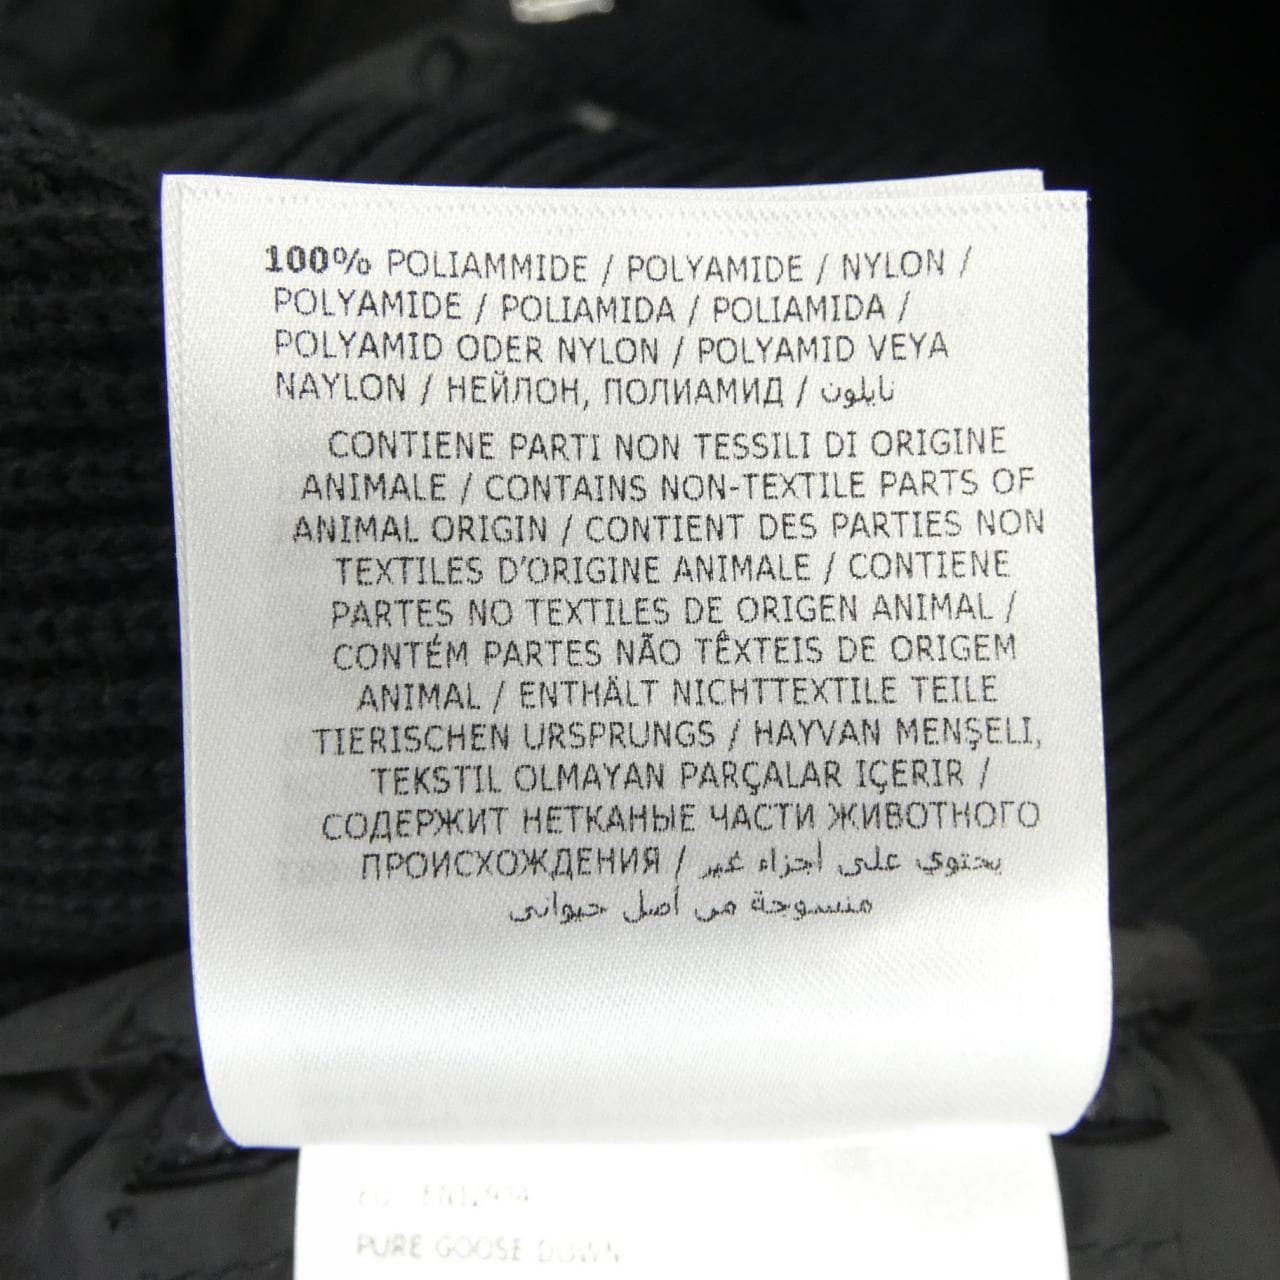 100% POLIAMMIDE / POLYAMIDE / NYLON /
POLYAMIDE / POLIAMIDA / POLIAMIDA /
POLYAMID ODER NYLON / POLYAMID VEYA
NAYLON / НЕЙЛОН, ПОЛИАМИД / نايلون
CONTIENE PARTI NON TESSILI DI ORIGINE
ANIMALE / CONTAINS NON-TEXTILE PARTS OF
ANIMAL ORIGIN / CONTIENT DES PARTIES NON
TEXTILES D'ORIGINE ANIMALE / CONTIENE
PARTES NO TEXTILES DE ORIGEN ANIMAL /
CONTÉM PARTES NÃO TÊXTEIS DE ORIGEM
ANIMAL / ENTHÄLT NICHTTEXTILE TEILE
TIERISCHEN URSPRUNGS / HAYVAN MENŞELI,
TEKSTIL OLMAYAN PARÇALAR IÇERIR /
СОДЕРЖИТ НЕТКАНЫЕ ЧАСТИ ЖИВОТНОГО
ПРОИСХОЖДЕНИЯ / يحتوي على أجزاء غير
منسوجة من أصل حيواني
EN12934
PURE GOOSE DOWN